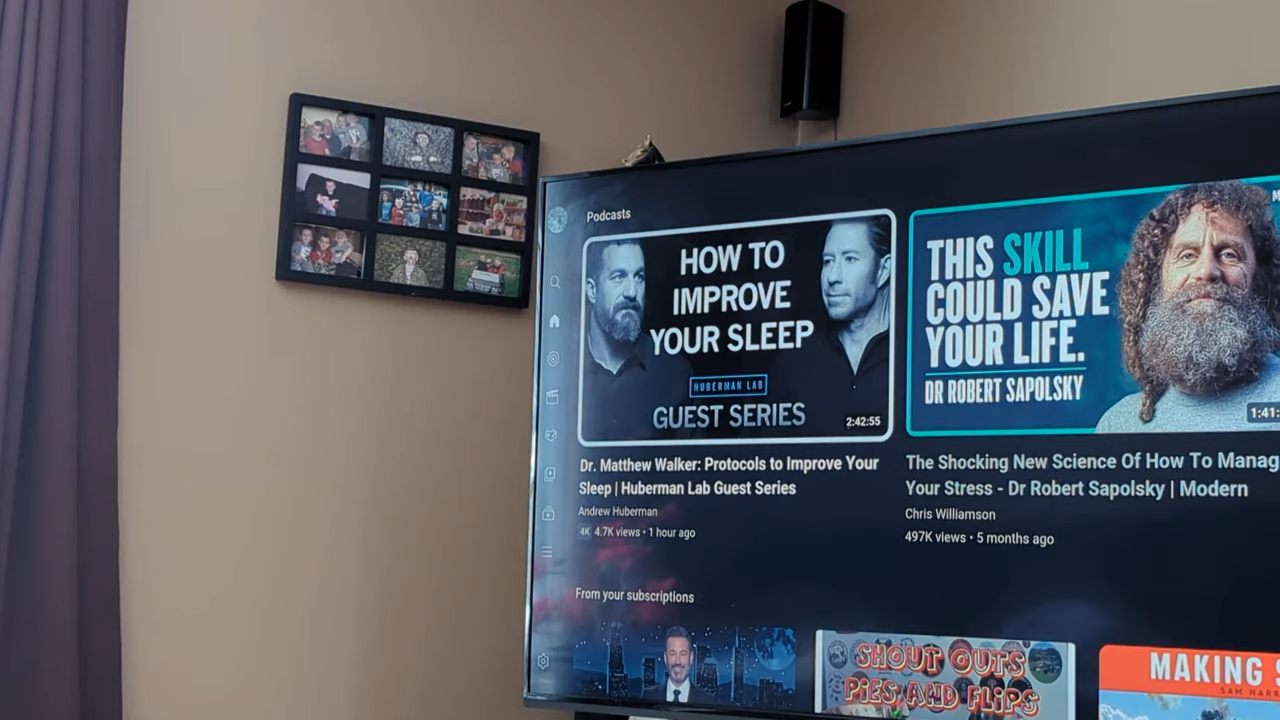 Podcasts
HOW TO
IMPROVE
YOUR SLEEP
HUBERMAN LAB
GUEST SERIES
2:42:55
Dr. Matthew Walker: Protocols to Improve Your
Sleep | Huberman Lab Guest Series
Andrew Huberman
4K 4.7K views • 1 hour ago
THIS SKILL
COULD SAVE
YOUR LIFE.
DR ROBERT SAPOLSKY
1:41:
The Shocking New Science Of How To Manag
Your Stress - Dr Robert Sapolsky | Modern
Chris Williamson
497K views • 5 months ago
From your subscriptions
SHOUT OUTS
PiES AND FLiPS
MAKING S
SAM HARR